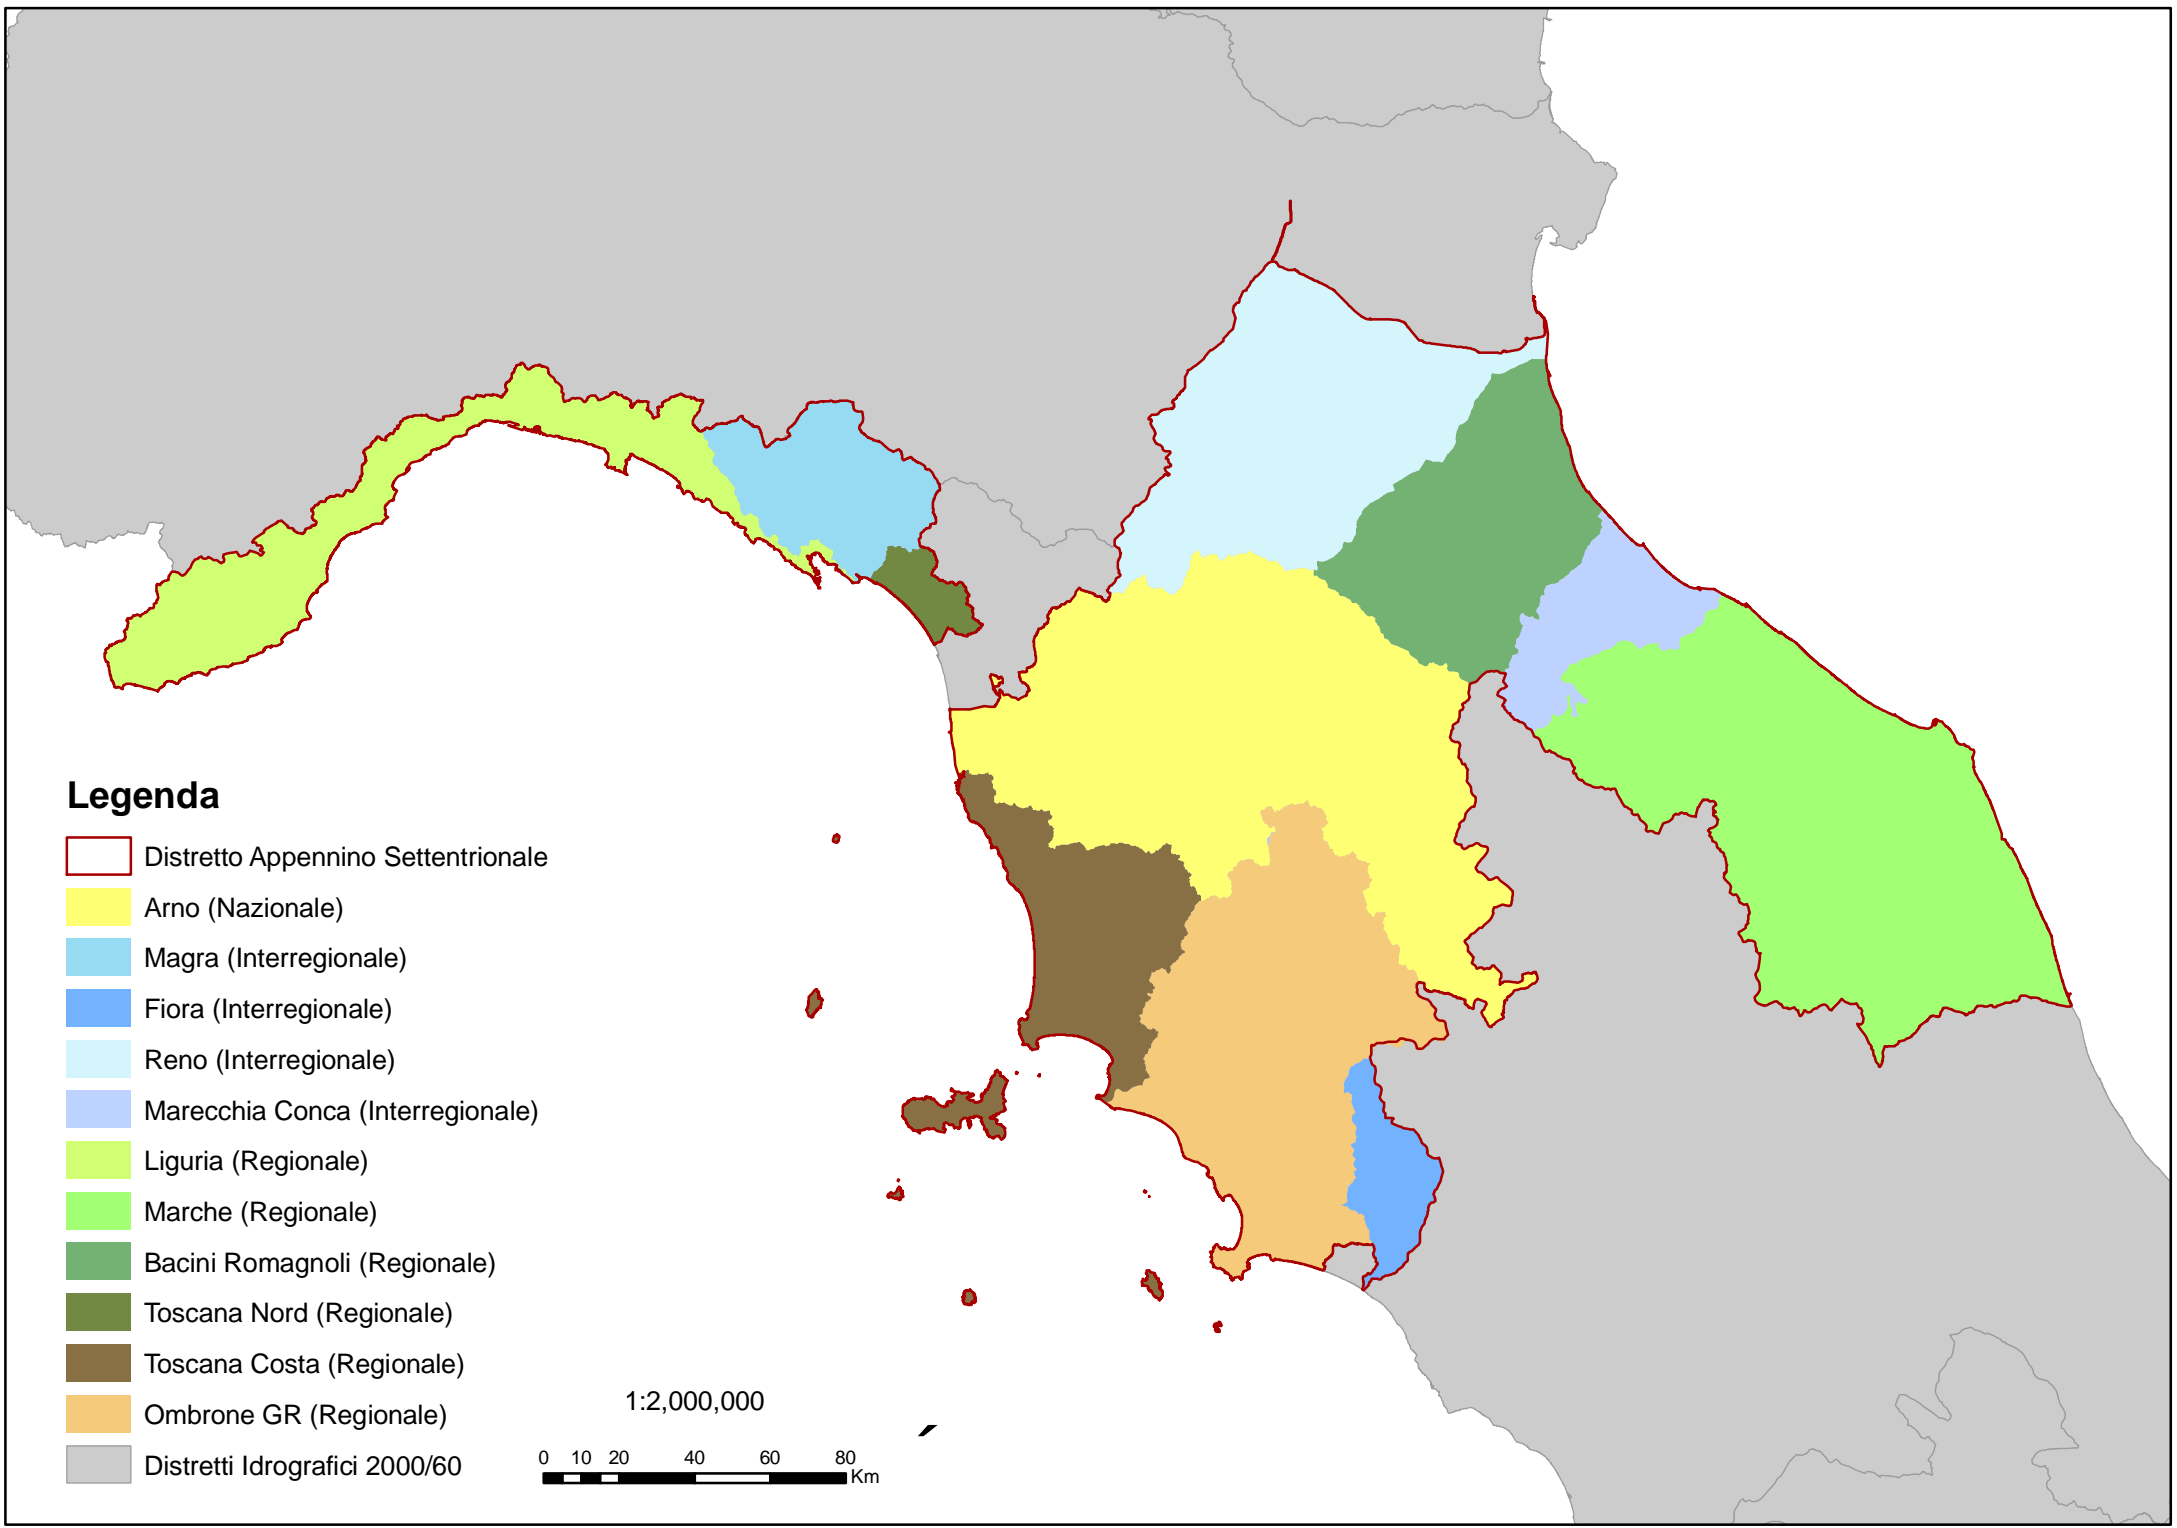 Legenda
Distretto Appennino Settentrionale
Arno (Nazionale)
Magra (Interregionale)
Fiora (Interregionale)
Reno (Interregionale)
Marecchia Conca (Interregionale)
Liguria (Regionale)
Marche (Regionale)
Bacini Romagnoli (Regionale)
Toscana Nord (Regionale)
Toscana Costa (Regionale)
Ombrone GR (Regionale)
Distretti Idrografici 2000/60
1:2,000,000
0 10 20 40 60 80
Km